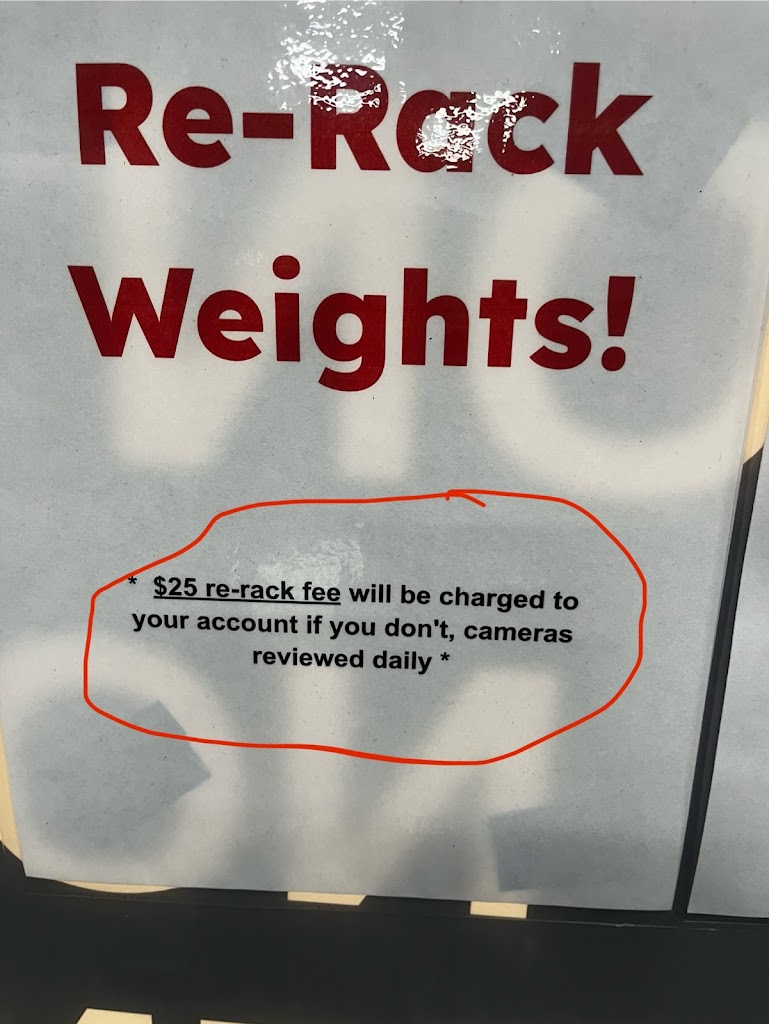 Re-Rack
Weights!
* $25 re-rack fee will be charged to
your account if you don't, cameras
reviewed daily *